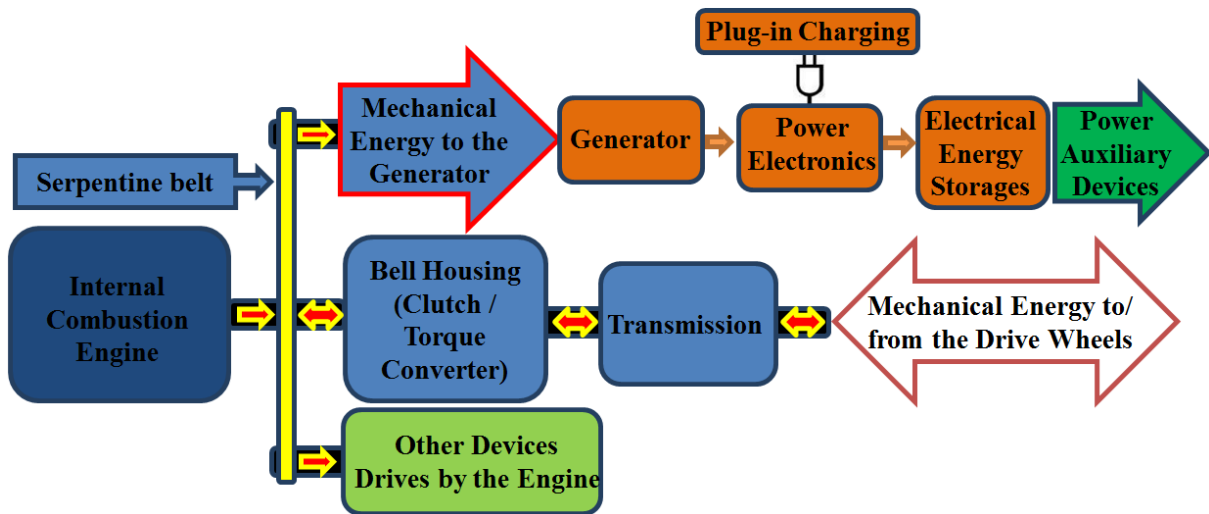 Plug-in Charging
Mechanical
Energy to the
Generator
Generator
Power
Electronics
Electrical
Energy
Storages
Power
Auxiliary
Devices
Serpentine belt
Internal
Combustion
Engine
Bell Housing
(Clutch /
Torque
Converter)
Transmission
Mechanical Energy to/
from the Drive Wheels
Other Devices
Drives by the Engine